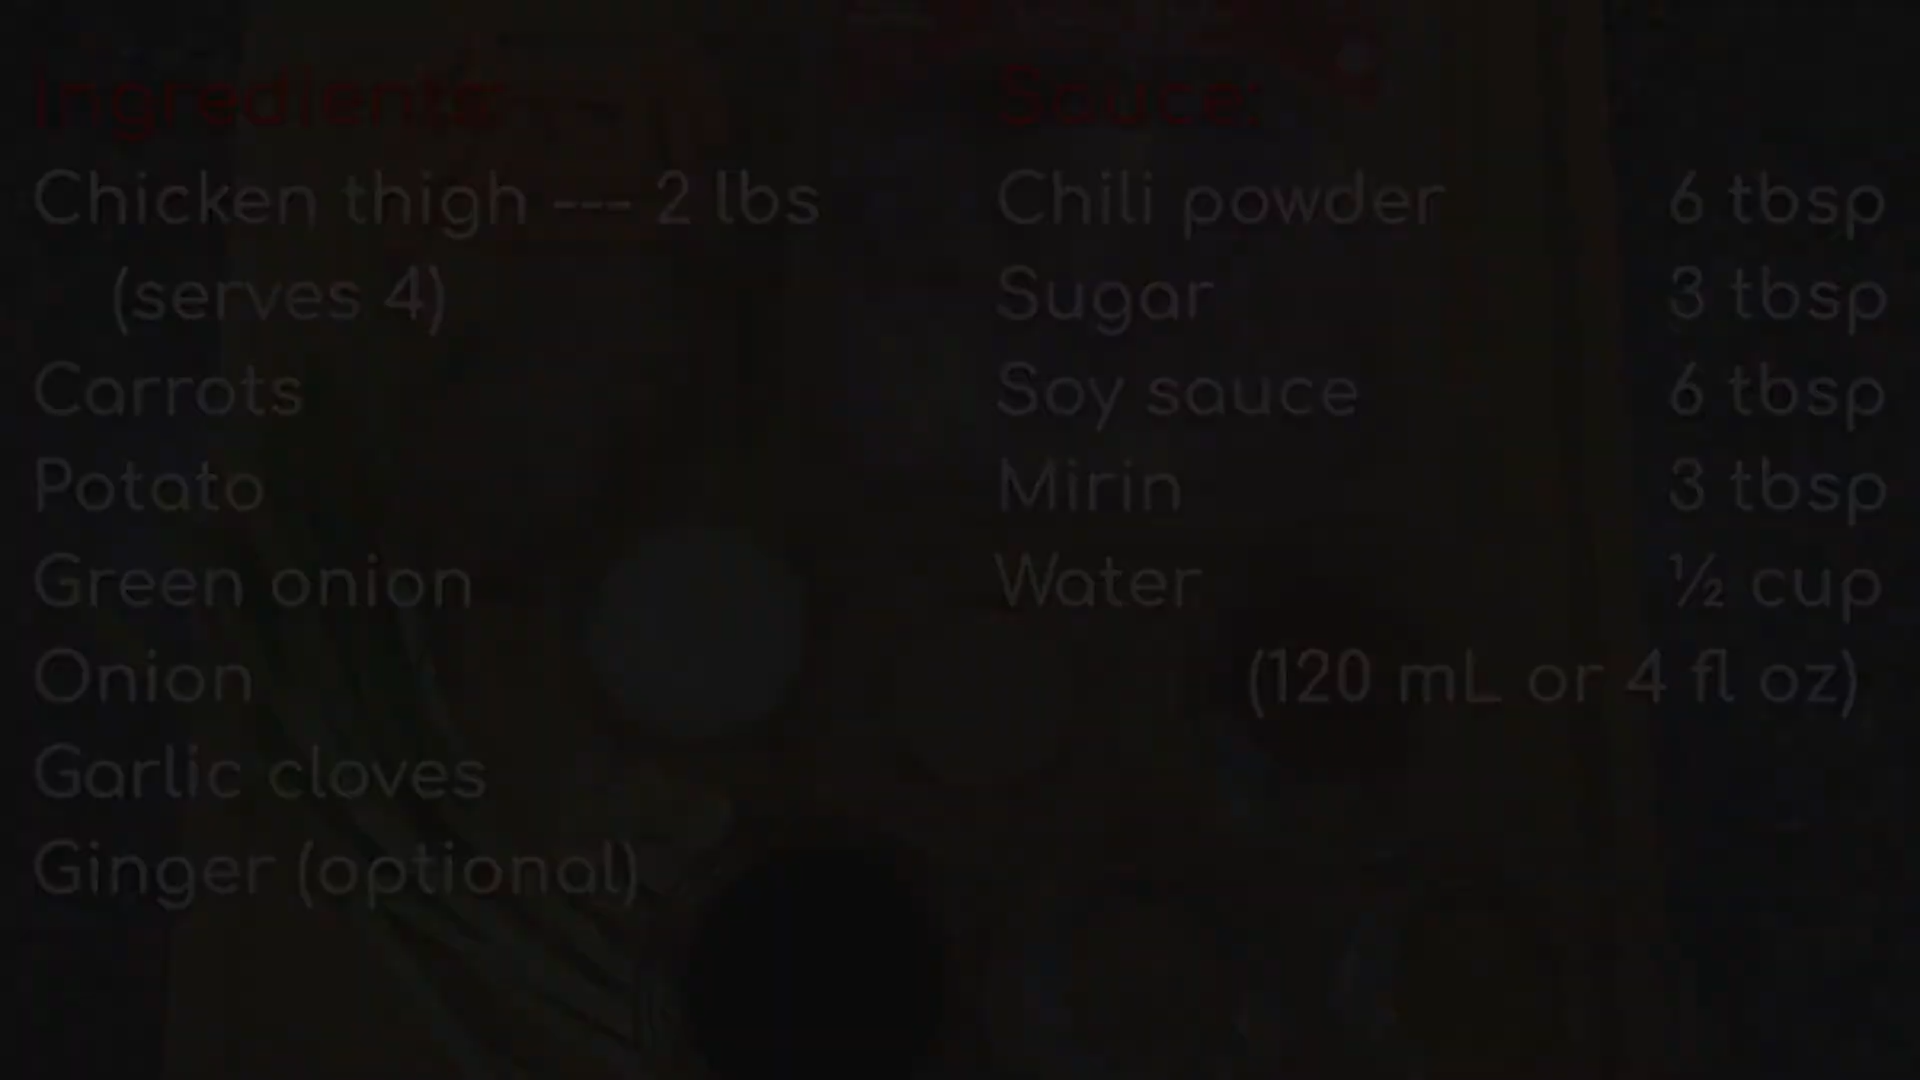 Ingredients:
Chicken thigh --- 2 lbs
(serves 4)
Carrots
Potato
Green onion
Onion
Garlic cloves
Ginger (optional)
Sauce:
Chili powder 6 tbsp
Sugar 3 tbsp
Soy sauce 6 tbsp
Mirin 3 tbsp
Water ½ cup
(120 mL or 4 fl oz)